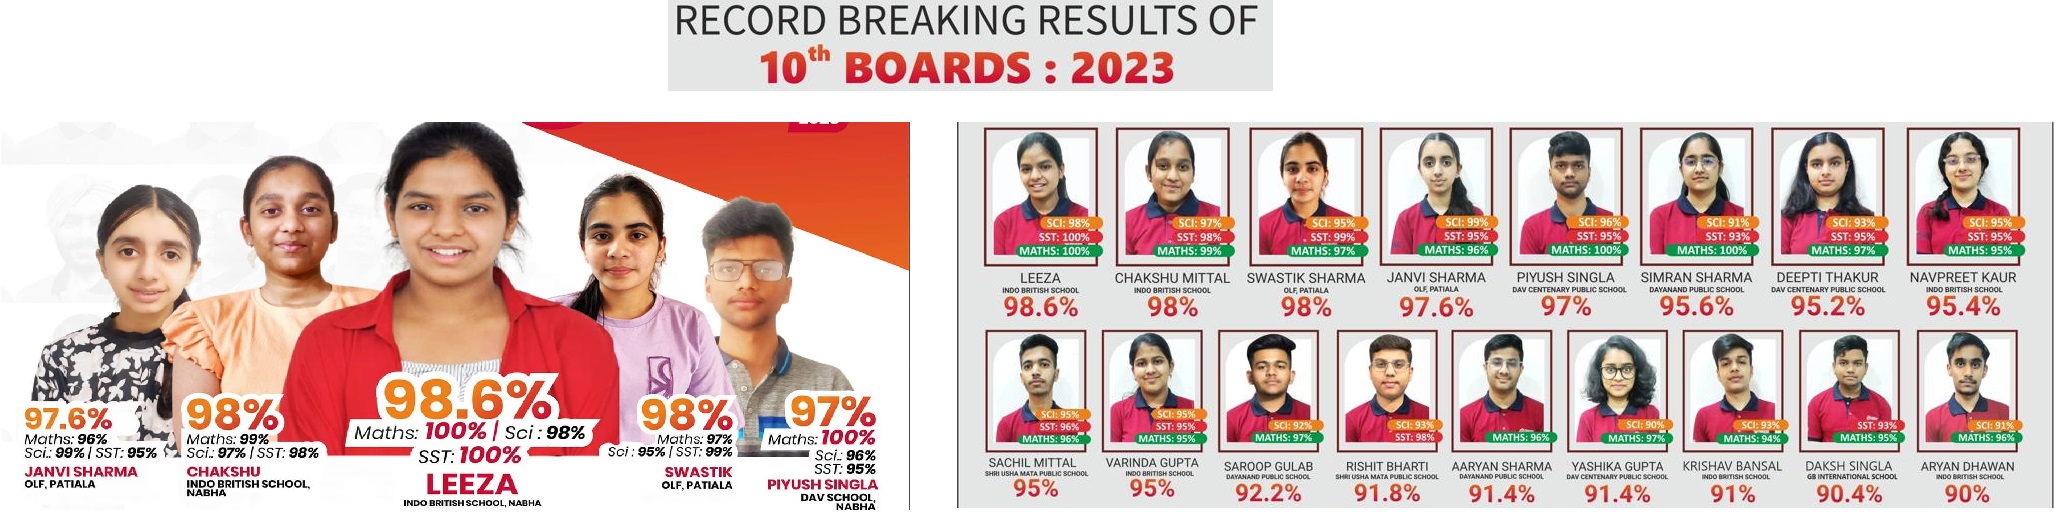 RECORD BREAKING RESULTS OF
10th BOARDS : 2023
97.6%
Maths: 96%
Sci: 99% | SST: 95%
JANVI SHARMA
OLF, PATIALA
98%
Maths: 99%
Sci: 97% | SST: 98%
CHAKSHU
INDO BRITISH SCHOOL,
NABHA
98.6%
Maths: 100% | Sci : 98%
SST: 100%
LEEZA
INDO BRITISH SCHOOL, NABHA
98%
Maths: 97%
Sci : 95% | SST: 99%
SWASTIK
OLF, PATIALA
97%
Maths: 100%
Sci: 96%
SST: 95%
PIYUSH SINGLA
DAV SCHOOL,
NABHA
SCI: 98%
SST: 100%
MATHS: 100%
LEEZA
INDO BRITISH SCHOOL
98.6%
SCI: 97%
SST: 98%
MATHS: 99%
CHAKSHU MITTAL
INDO BRITISH SCHOOL
98%
SCI: 95%
SST: 99%
MATHS: 97%
SWASTIK SHARMA
OLF, PATIALA
98%
SCI: 99%
SST: 95%
MATHS: 96%
JANVI SHARMA
OLF, PATIALA
97.6%
SCI: 96%
SST: 95%
MATHS: 100%
PIYUSH SINGLA
DAV CENTENARY PUBLIC SCHOOL
97%
SCI: 91%
SST: 93%
MATHS: 100%
SIMRAN SHARMA
DAYANAND PUBLIC SCHOOL
95.6%
SCI: 93%
SST: 95%
MATHS: 97%
DEEPTI THAKUR
DAV CENTENARY PUBLIC SCHOOL
95.2%
SCI: 95%
SST: 95%
MATHS: 95%
NAVPREET KAUR
INDO BRITISH SCHOOL
95.4%
SCI: 95%
SST: 96%
MATHS: 96%
SACHIL MITTAL
SHRI USHA MATA PUBLIC SCHOOL
95%
SCI: 95%
SST: 95%
MATHS: 95%
VARINDA GUPTA
INDO BRITISH SCHOOL
95%
SCI: 92%
MATHS: 97%
SAROOP GULAB
DAYANAND PUBLIC SCHOOL
92.2%
SCI: 93%
SST: 98%
RISHIT BHARTI
SHRI USHA MATA PUBLIC SCHOOL
91.8%
MATHS: 96%
AARYAN SHARMA
DAYANAND PUBLIC SCHOOL
91.4%
SCI: 90%
MATHS: 97%
YASHIKA GUPTA
DAV CENTENARY PUBLIC SCHOOL
91.4%
SCI: 93%
MATHS: 94%
KRISHAV BANSAL
INDO BRITISH SCHOOL
91%
SST: 93%
MATHS: 95%
DAKSH SINGLA
GB INTERNATIONAL SCHOOL
90.4%
SCI: 91%
MATHS: 96%
ARYAN DHAWAN
INDO BRITISH SCHOOL
90%